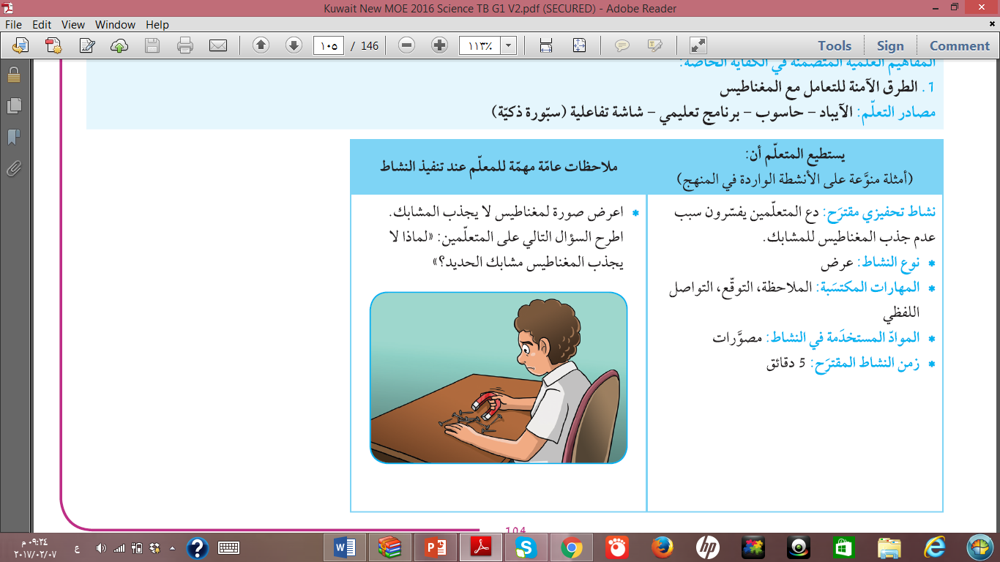 Kuwait New MOE 2016 Science TB G1 V2.pdf (SECURED) - Adobe Reader
File Edit View Window Help
١٠٥ / 146
١١٣٪
Tools Sign Comment
المفاهيم العلمية المتضمنة في الكفاية الخاصة:
1. الطرق الآمنة للتعامل مع المغناطيس
مصادر التعلّم: الآيباد – حاسوب – برنامج تعليمي – شاشة تفاعلية (سبّورة ذكيّة)
يستطيع المتعلّم أن:
(أمثلة منوَّعة على الأنشطة الواردة في المنهج)
نشاط تحفيزي مقترَح: دع المتعلّمين يفسّرون سبب
عدم جذب المغناطيس للمشابك.
* نوع النشاط: عرض
* المهارات المكتسَبة: الملاحظة، التوقّع، التواصل
اللفظي
* الموادّ المستخدَمة في النشاط: مصوَّرات
* زمن النشاط المقترَح: 5 دقائق
ملاحظات عامّة مهمّة للمعلّم عند تنفيذ النشاط
* اعرض صورة لمغناطيس لا يجذب المشابك.
اطرح السؤال التالي على المتعلّمين: «لماذا لا
يجذب المغناطيس مشابك الحديد؟»
104
٠٩:٣٤ م
٢٠١٧/٠٢/٠٧
ع